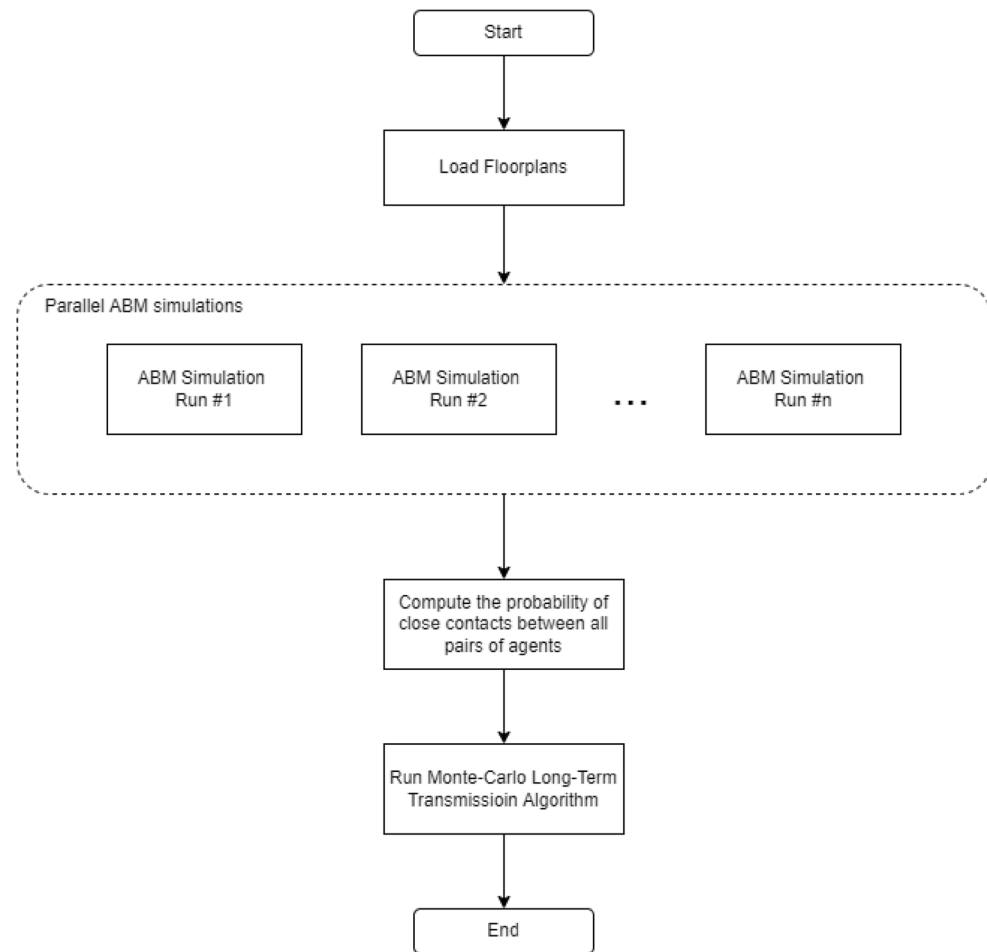 Start
Load Floorplans
Parallel ABM simulations
ABM Simulation
Run #1
ABM Simulation
Run #2
...
ABM Simulation
Run #n
Compute the probability of
close contacts between all
pairs of agents
Run Monte-Carlo Long-Term
Transmissioin Algorithm
End